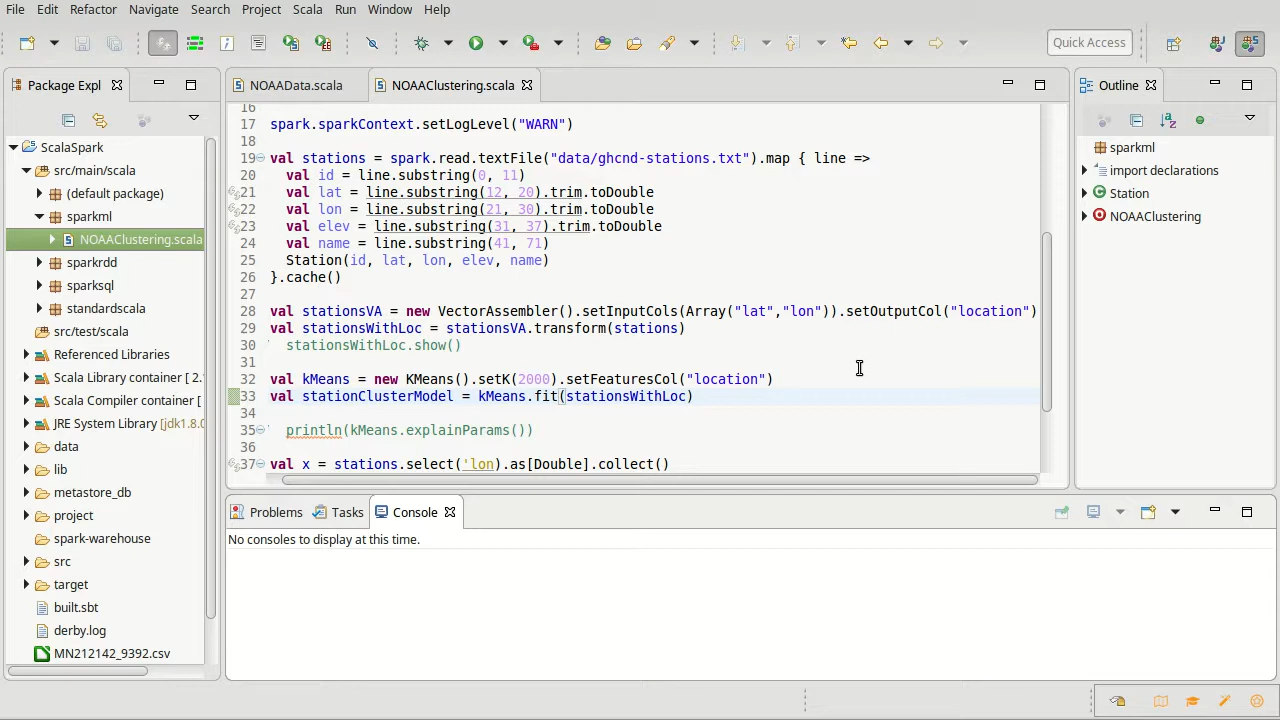 File Edit Refactor Navigate Search Project Scala Run Window Help
Quick Access
Package Expl
NOAAData.scala
NOAAClustering.scala
Outline
ScalaSpark
src/main/scala
(default package)
sparkml
NOAAClustering.scala
sparkrdd
sparksql
standardscala
src/test/scala
Referenced Libraries
Scala Library container [ 2.
Scala Compiler container [
JRE System Library [jdk1.8.0
data
lib
metastore_db
project
spark-warehouse
src
target
built.sbt
derby.log
MN212142_9392.csv
16
17 spark.sparkContext.setLogLevel("WARN")
18
19 val stations = spark.read.textFile("data/ghcnd-stations.txt").map { line =>
20 val id = line.substring(0, 11)
21 val lat = line.substring(12, 20).trim.toDouble
22 val lon = line.substring(21, 30).trim.toDouble
23 val elev = line.substring(31, 37).trim.toDouble
24 val name = line.substring(41, 71)
25 Station(id, lat, lon, elev, name)
26 }.cache()
27
28 val stationsVA = new VectorAssembler().setInputCols(Array("lat","lon")).setOutputCol("location")
29 val stationsWithLoc = stationsVA.transform(stations)
30 stationsWithLoc.show()
31
32 val kMeans = new KMeans().setK(2000).setFeaturesCol("location")
33 val stationClusterModel = kMeans.fit(stationsWithLoc)
34
35 println(kMeans.explainParams())
36
37 val x = stations.select('lon).as[Double].collect()
sparkml
import declarations
Station
NOAAClustering
Problems
Tasks
Console
No consoles to display at this time.